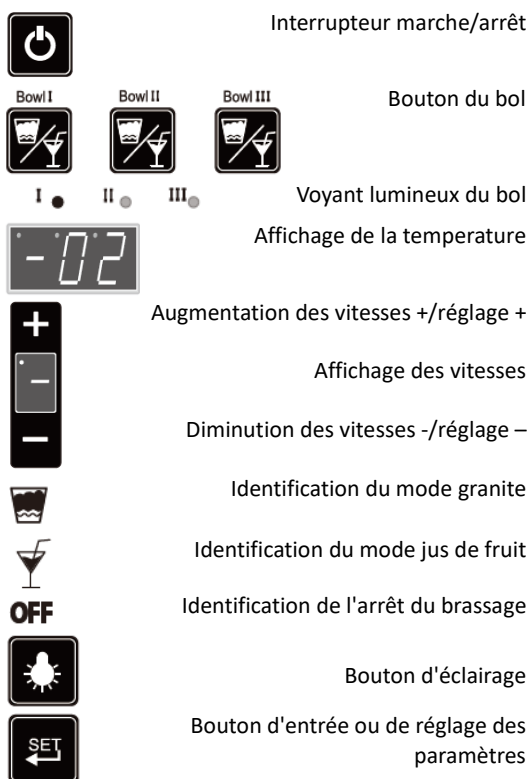 Interrupteur marche/arrêt
Bowl I Bowl II Bowl III
Bouton du bol
I II III
Voyant lumineux du bol
-02
Affichage de la temperature
+
Augmentation des vitesses +/réglage +
-
Affichage des vitesses
–
Diminution des vitesses -/réglage –
Identification du mode granite
Identification du mode jus de fruit
OFF
Identification de l'arrêt du brassage
Bouton d'éclairage
SET
Bouton d'entrée ou de réglage des
paramètres